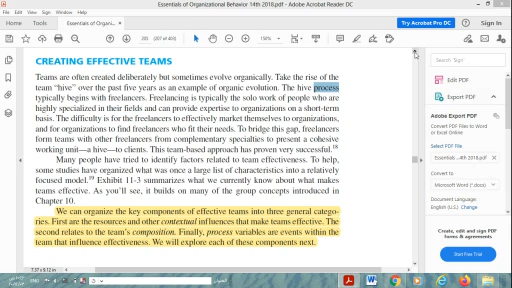 Essentials of Organizational Behavior 14th 2018.pdf - Adobe Acrobat Reader DC
File Edit View Sign Window Help
Home Tools Essentials of Organi... Try Acrobat Pro DC Sign In
203 (207 of 403) 150%
CREATING EFFECTIVE TEAMS
Teams are often created deliberately but sometimes evolve organically. Take the rise of the
team “hive” over the past five years as an example of organic evolution. The hive process
typically begins with freelancers. Freelancing is typically the solo work of people who are
highly specialized in their fields and can provide expertise to organizations on a short-term
basis. The difficulty is for the freelancers to effectively market themselves to organizations,
and for organizations to find freelancers who fit their needs. To bridge this gap, freelancers
form teams with other freelancers from complementary specialties to present a cohesive
working unit—a hive—to clients. This team-based approach has proven very successful.18
Many people have tried to identify factors related to team effectiveness. To help,
some studies have organized what was once a large list of characteristics into a relatively
focused model.19 Exhibit 11-3 summarizes what we currently know about what makes
teams effective. As you’ll see, it builds on many of the group concepts introduced in
Chapter 10.
We can organize the key components of effective teams into three general catego-
ries. First are the resources and other contextual influences that make teams effective. The
second relates to the team’s composition. Finally, process variables are events within the
team that influence effectiveness. We will explore each of these components next.
7.37 x 9.12 in
Search 'Sign'
Edit PDF
Export PDF
Adobe Export PDF
Convert PDF Files to Word
or Excel Online
Select PDF File
Essentials ...4th 2018.pdf
Convert to
Microsoft Word (*.docx)
Document Language:
English (U.S.) Change
Create, edit and sign PDF
forms & agreements
Start Free Trial